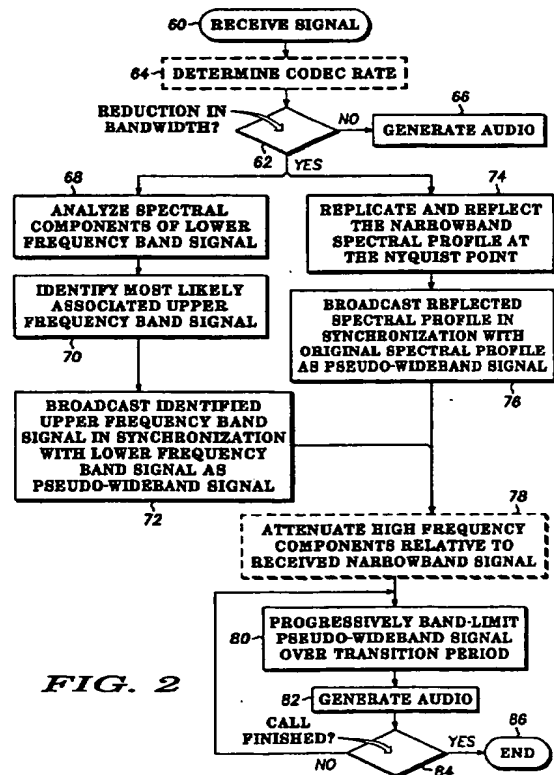 60
RECEIVE SIGNAL
64
DETERMINE CODEC RATE
REDUCTION IN
BANDWIDTH?
62
NO
66
GENERATE AUDIO
YES
68
ANALYZE SPECTRAL
COMPONENTS OF LOWER
FREQUENCY BAND SIGNAL
74
REPLICATE AND REFLECT
THE NARROWBAND
SPECTRAL PROFILE AT
THE NYQUIST POINT
IDENTIFY MOST LIKELY
ASSOCIATED UPPER
FREQUENCY BAND SIGNAL
70
BROADCAST REFLECTED
SPECTRAL PROFILE IN
SYNCHRONIZATION WITH
ORIGINAL SPECTRAL PROFILE
AS PSEUDO-WIDEBAND SIGNAL
76
BROADCAST IDENTIFIED
UPPER FREQUENCY BAND
SIGNAL IN SYNCHRONIZATION
WITH LOWER FREQUENCY
BAND SIGNAL AS
PSEUDO-WIDEBAND SIGNAL
72
78
ATTENUATE HIGH FREQUENCY
COMPONENTS RELATIVE TO
RECEIVED NARROWBAND SIGNAL
80
PROGRESSIVELY BAND-LIMIT
PSEUDO-WIDEBAND SIGNAL
OVER TRANSITION PERIOD
FIG. 2
82
GENERATE AUDIO
CALL
FINISHED?
NO
84
YES
86
END